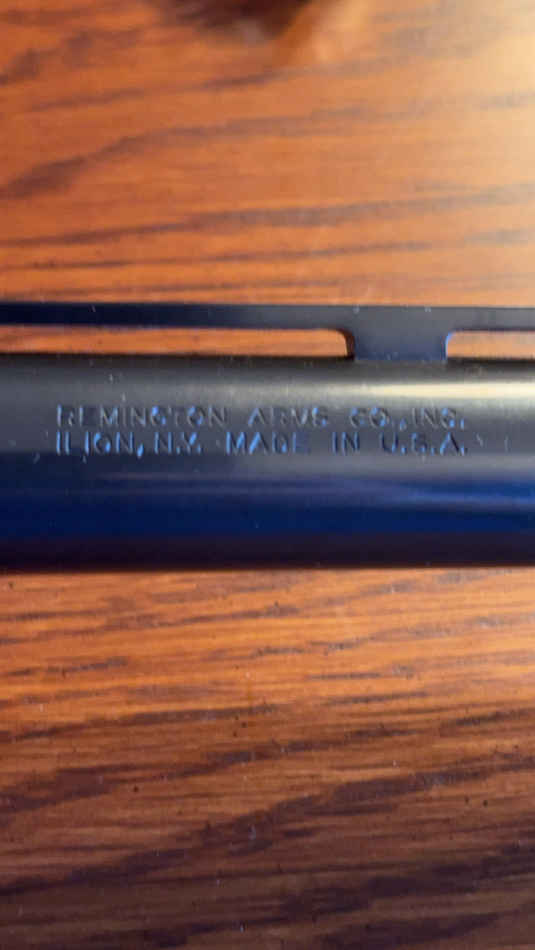 REMINGTON ARMS CO., INC.
ILION, N.Y. MADE IN U.S.A.